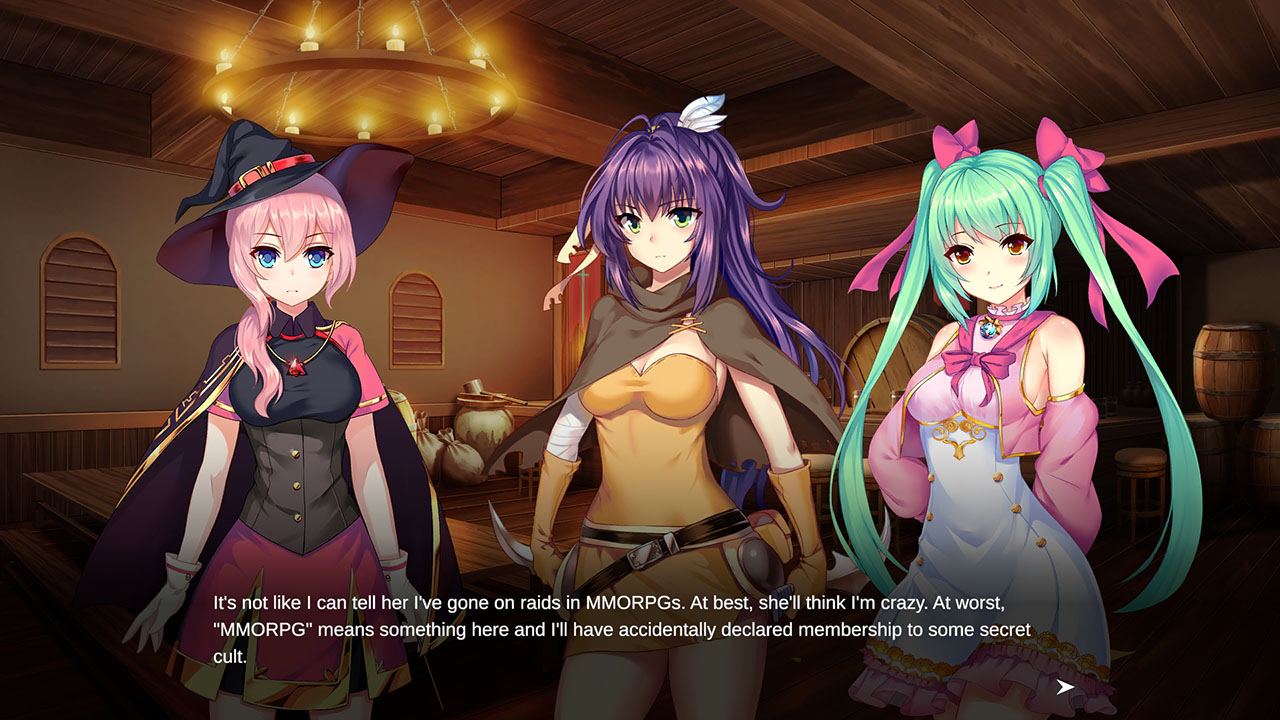 It's not like I can tell her I've gone on raids in MMORPGs. At best, she'll think I'm crazy. At worst,
"MMORPG" means something here and I'll have accidentally declared membership to some secret
cult.